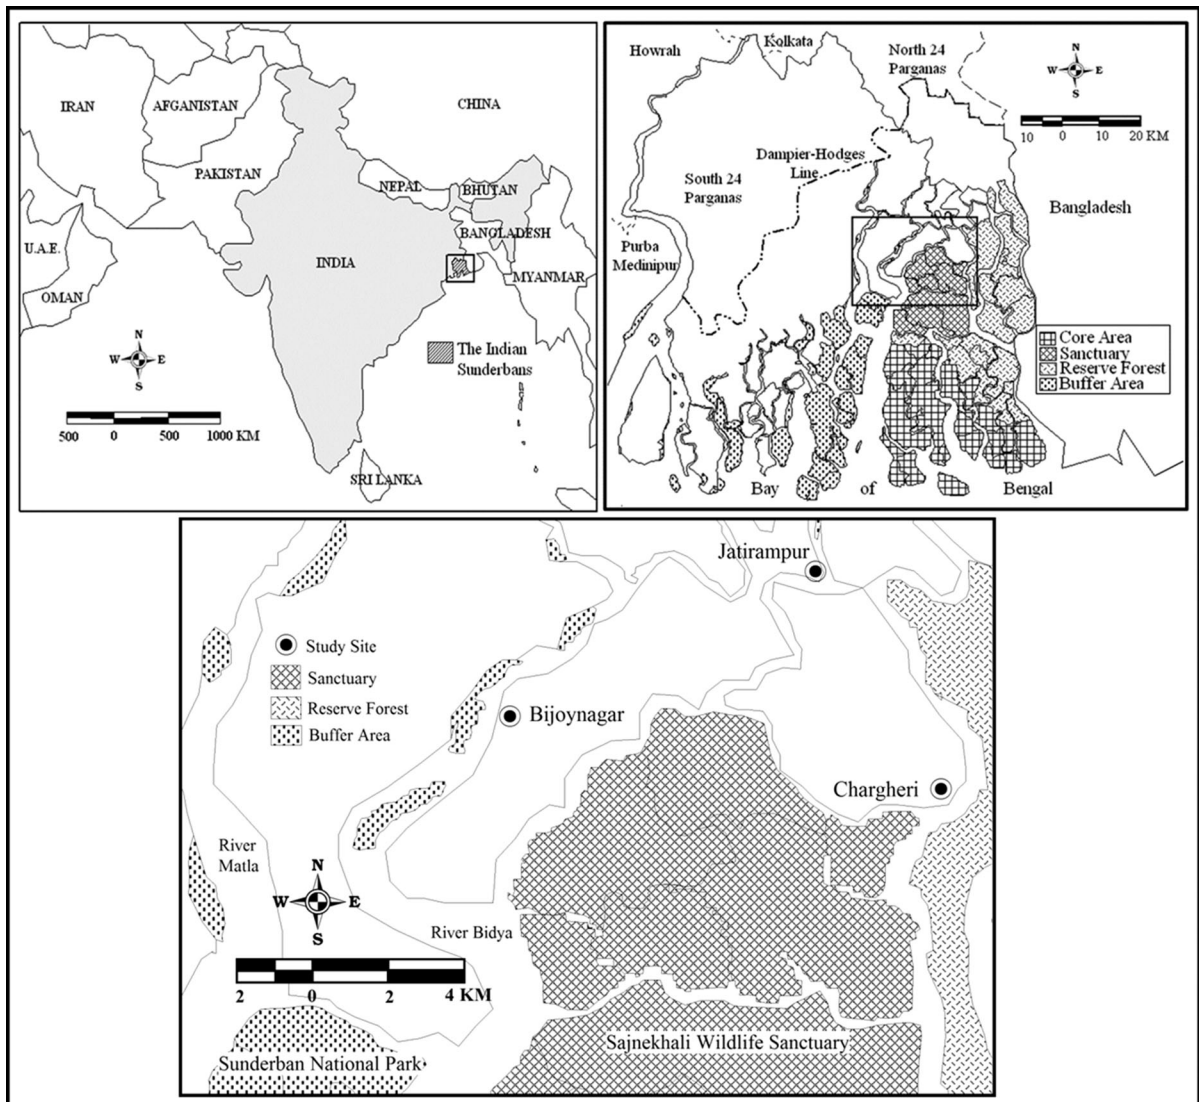 IRAN
AFGANISTAN
CHINA
PAKISTAN
NEPAL
BHUTAN
U.A.E.
BANGLADESH
INDIA
MYANMAR
OMAN
N
W E
S
The Indian
Sunderbans
500 0 500 1000 KM
SRI LANKA
Howrah
Kolkata
North 24
Parganas
N
W E
S
10 0 10 20 KM
Dampier-Hodges
Line
South 24
Parganas
Bangladesh
Purba
Medinipur
Core Area
Sanctuary
Reserve Forest
Buffer Area
Bay of Bengal
Jatirampur
Study Site
Sanctuary
Reserve Forest
Buffer Area
Bijoynagar
Chargheri
River
Matla
N
W E
S
River Bidya
2 0 2 4 KM
Sajnekhali Wildlife Sanctuary
Sunderban National Park